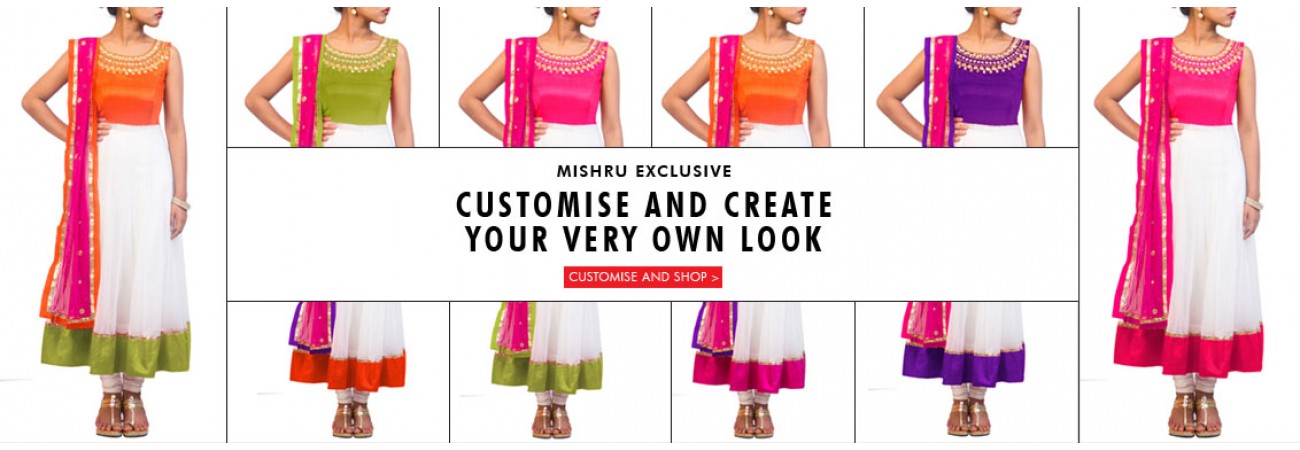 MISHRU EXCLUSIVE
CUSTOMISE AND CREATE
YOUR VERY OWN LOOK
CUSTOMISE AND SHOP >